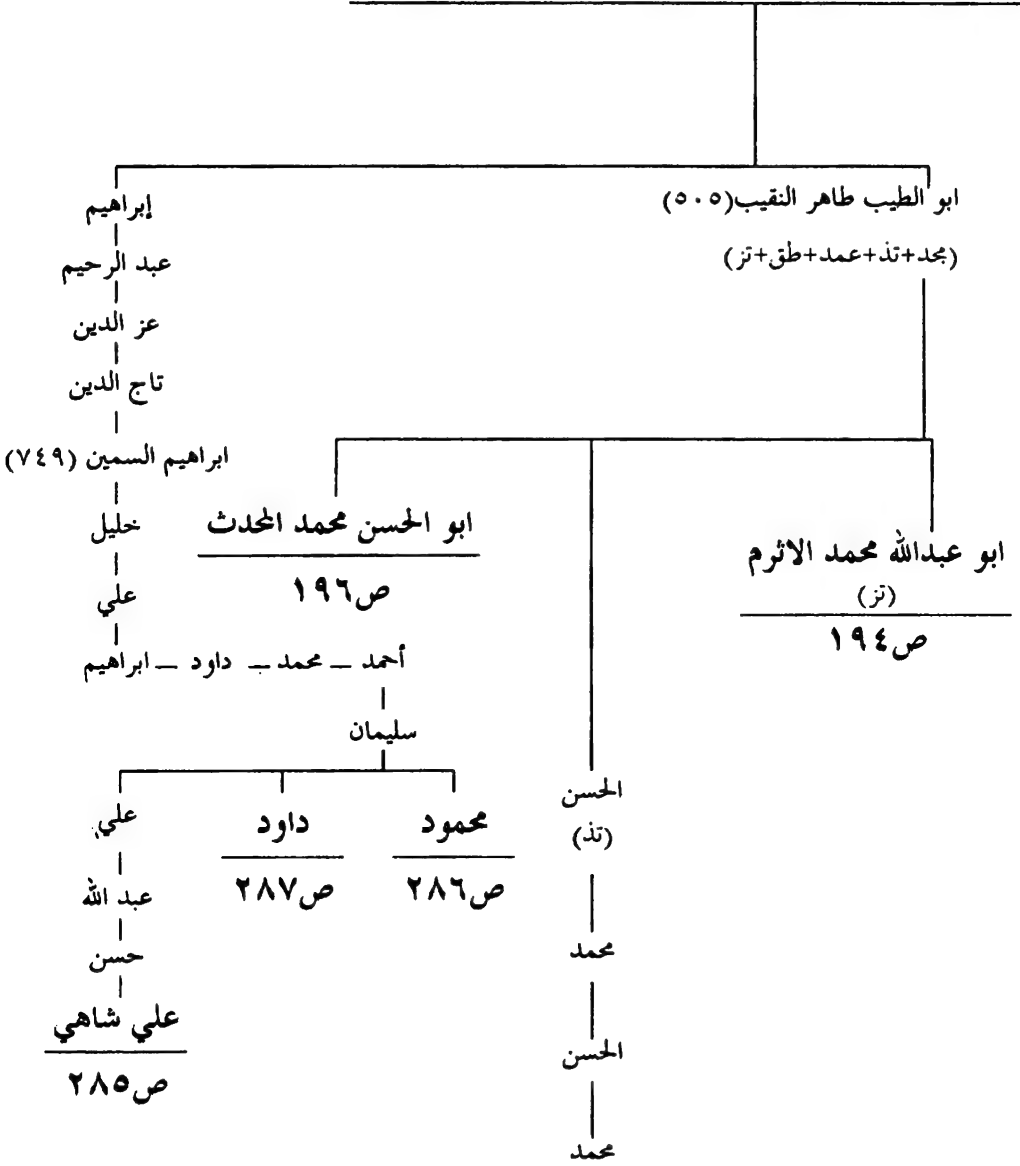 ابو الطيب طاهر النقيب(٥٠٥)
(مجد+تذ+عمد+طق+تز)
ابو عبدالله محمد الاثرم
(تز)
ص١٩٤
الحسن
(تذ)
محمد
الحسن
محمد
ابو الحسن محمد المحدث
ص١٩٦
إبراهيم
عبد الرحيم
عز الدين
تاج الدين
ابراهيم السمين (٧٤٩)
خليل
علي
أحمد – محمد – داود – ابراهيم
سليمان
محمود
ص٢٨٦
داود
ص٢٨٧
علي
عبد الله
حسن
علي شاهي
ص٢٨٥